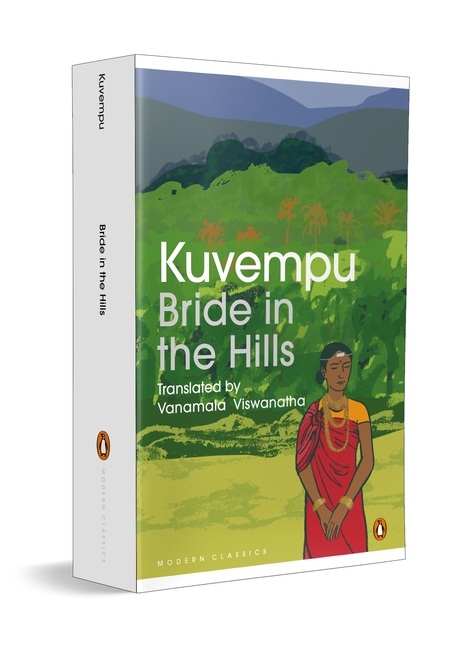 Kuvempu
Bride in the Hills
MODERN CLASSICS
Kuvempu
Bride in
the Hills
Translated by
Vanamala Viswanatha
MODERN CLASSICS